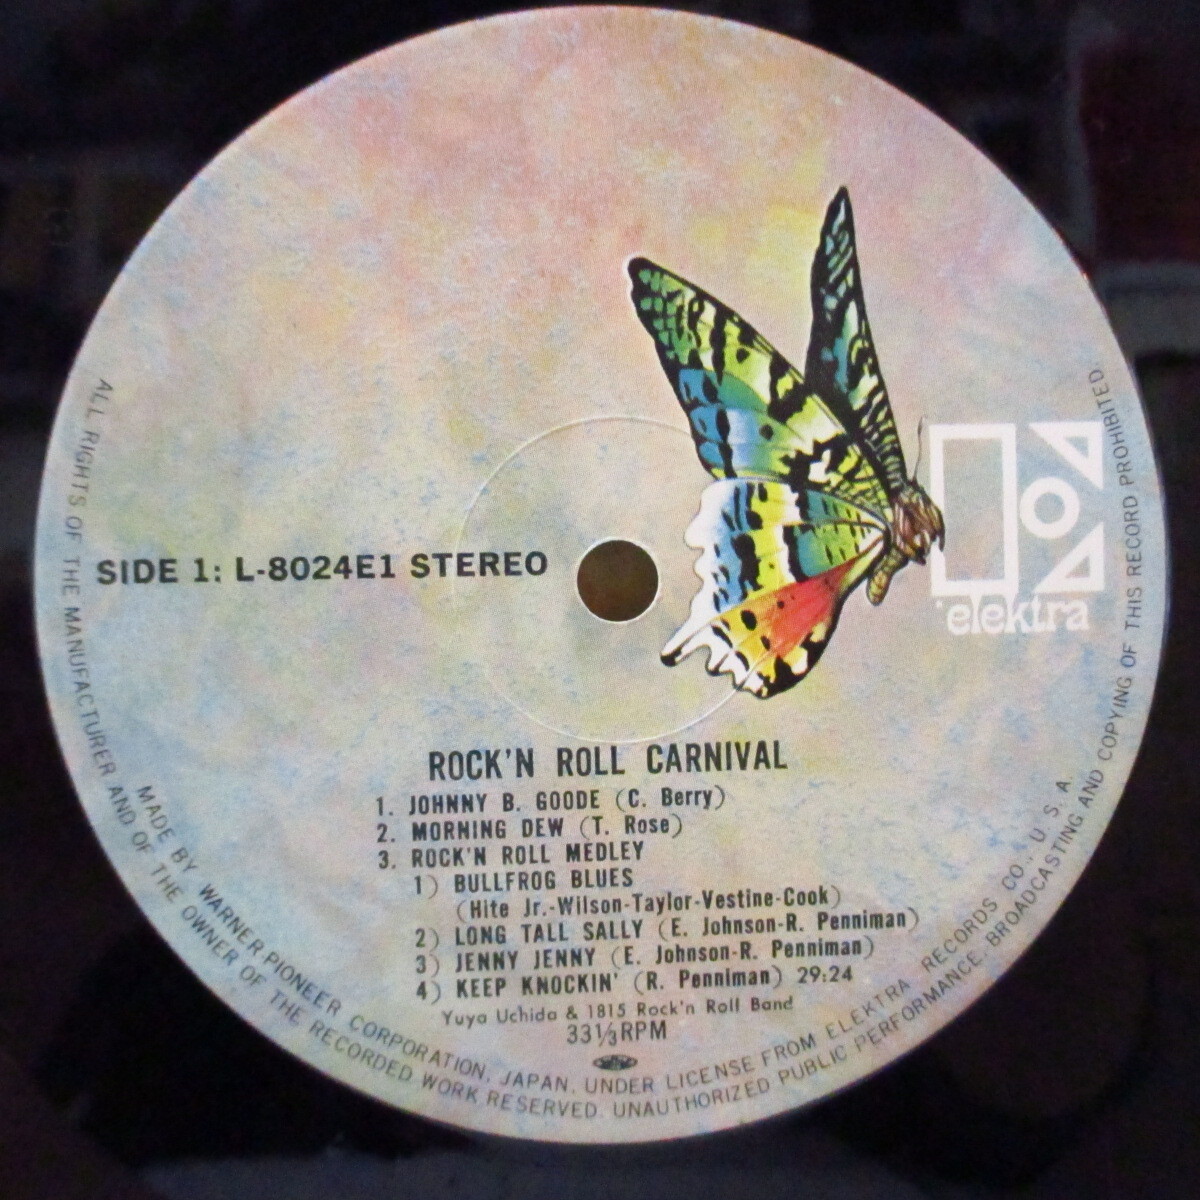 elektra
SIDE 1: L-8024E1 STEREO
ROCK'N ROLL CARNIVAL
1. JOHNNY B. GOODE (C. Berry)
2. MORNING DEW (T. Rose)
3. ROCK'N ROLL MEDLEY
1) BULLFROG BLUES
(Hite Jr.-Wilson-Taylor-Vestine-Cook)
2) LONG TALL SALLY (E. Johnson-R. Penniman)
3) JENNY JENNY (E. Johnson-R. Penniman)
4) KEEP KNOCKIN' (R. Penniman) 29:24
Yuya Uchida & 1815 Rock'n Roll Band
33⅓RPM
MADE BY WARNER PIONEER CORPORATION, JAPAN. UNDER LICENSE FROM ELEKTRA RECORDS CO., U. S. A.
ALL RIGHTS OF THE MANUFACTURER AND OF THE OWNER OF THE RECORDED WORK RESERVED. UNAUTHORIZED PUBLIC PERFORMANCE, BROADCASTING AND COPYING OF THIS RECORD PROHIBITED.